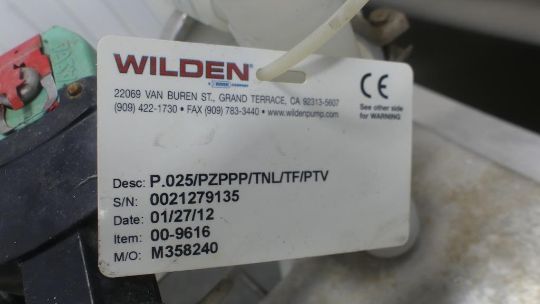 WILDEN®
22069 VAN BUREN ST., GRAND TERRACE, CA 92313-5607
(909) 422-1730 • FAX (909) 783-3440 • www.wildenpump.com
CE
See other side
for WARNING
Desc: P.025/PZPPP/TNL/TF/PTV
S/N: 0021279135
Date: 01/27/12
Item: 00-9616
M/O: M358240